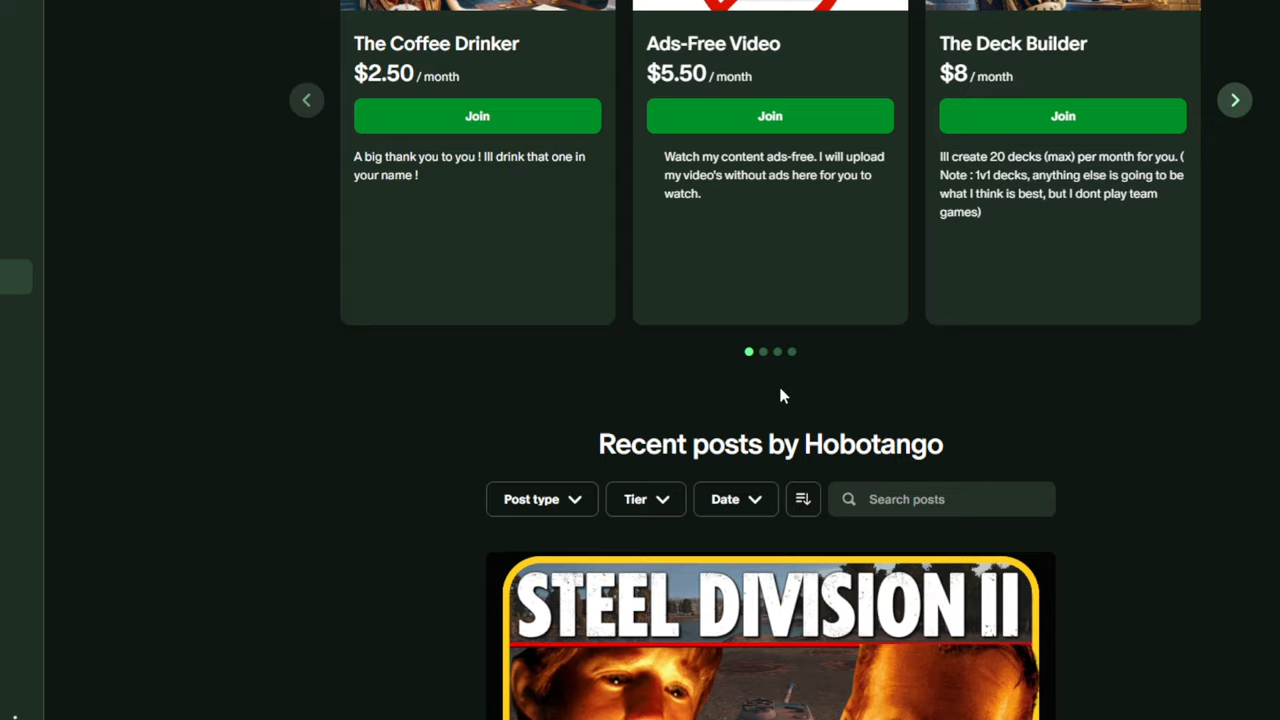 The Coffee Drinker
$2.50 / month
Join
A big thank you to you ! Ill drink that one in
your name !
Ads-Free Video
$5.50 / month
Join
Watch my content ads-free. I will upload
my video's without ads here for you to
watch.
The Deck Builder
$8 / month
Join
Ill create 20 decks (max) per month for you. (
Note : 1v1 decks, anything else is going to be
what I think is best, but I dont play team
games)
Recent posts by Hobotango
Post type
Tier
Date
Search posts
STEEL DIVISION II